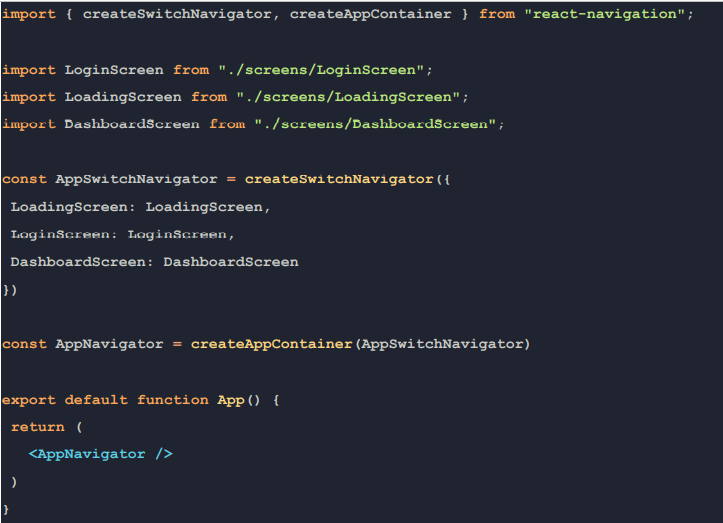 import { createSwitchNavigator, createAppContainer } from "react-navigation";
import LoginScreen from "./screens/LoginScreen";
import LoadingScreen from "./screens/LoadingScreen";
import DashboardScreen from "./screens/DashboardScreen";
const AppSwitchNavigator = createSwitchNavigator({
LoadingScreen: LoadingScreen,
LoginScreen: LoginScreen,
DashboardScreen: DashboardScreen
})
const AppNavigator = createAppContainer(AppSwitchNavigator)
export default function App() {
return (
<AppNavigator />
)
}